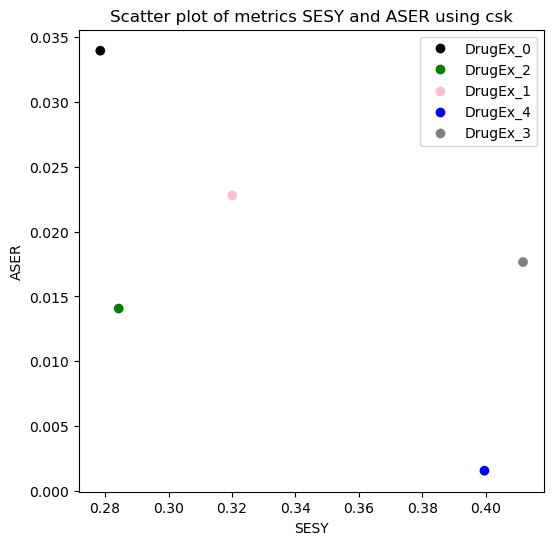 Scatter plot of metrics SESY and ASER using csk
DrugEx_0
DrugEx_2
DrugEx_1
DrugEx_4
DrugEx_3
ASER
0.035
0.030
0.025
0.020
0.015
0.010
0.005
0.000
0.28 0.30 0.32 0.34 0.36 0.38 0.40
SESY